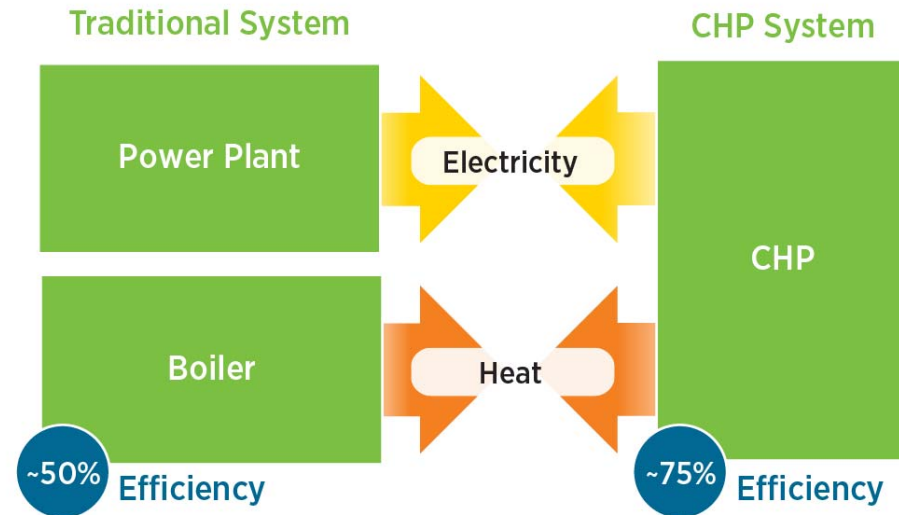 Traditional System
CHP System
Power Plant
Electricity
CHP
Boiler
Heat
~50%
Efficiency
~75%
Efficiency